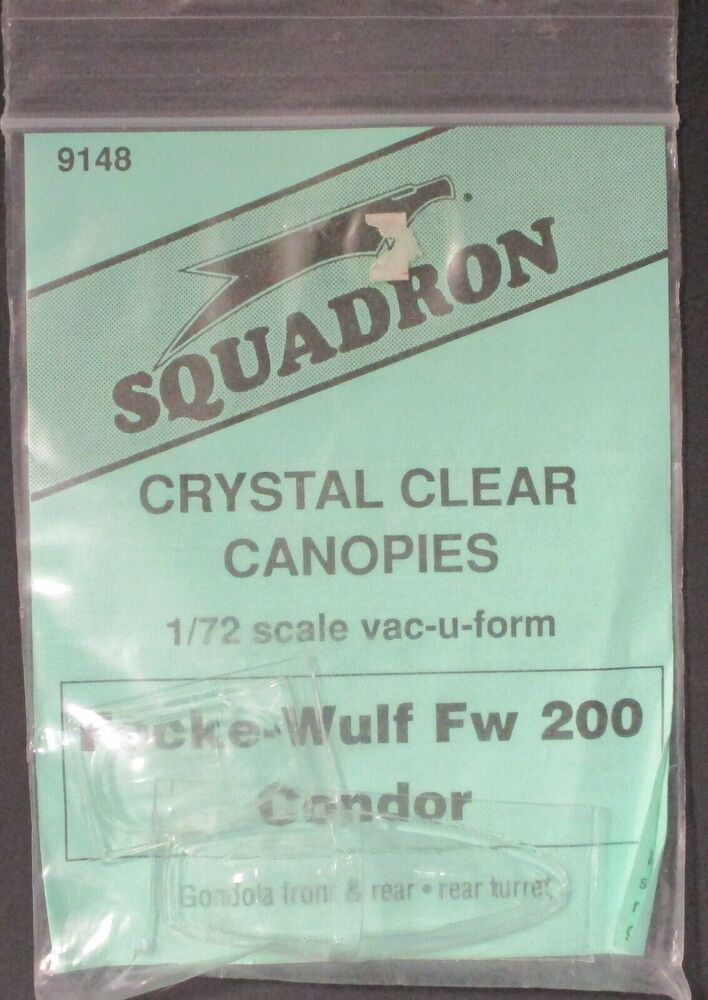 9148
SQUADRON
CRYSTAL CLEAR
CANOPIES
1/72 scale vac-u-form
Focke-Wulf Fw 200
Condor
Gondola front & rear • rear turret